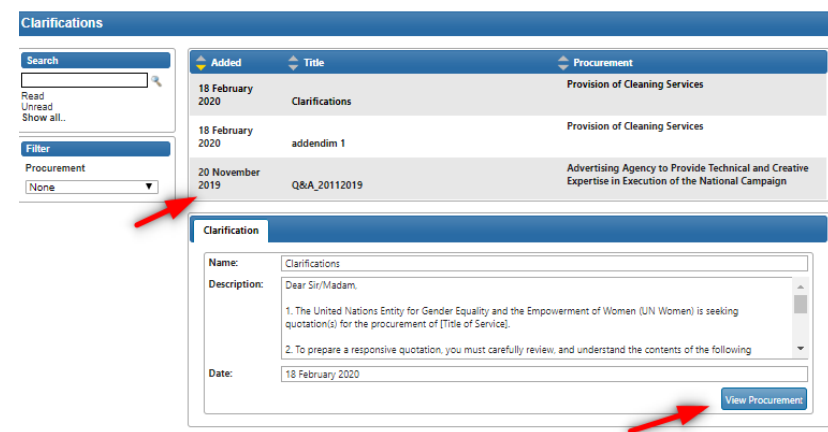 Clarifications
Search
Read
Unread
Show all..
Filter
Procurement
None
Added Title Procurement
18 February
2020
Clarifications
Provision of Cleaning Services
18 February
2020
addendim 1
Provision of Cleaning Services
20 November
2019
Q&A_20112019
Advertising Agency to Provide Technical and Creative
Expertise in Execution of the National Campaign
Clarification
Name: Clarifications
Description: Dear Sir/Madam,
1. The United Nations Entity for Gender Equality and the Empowerment of Women (UN Women) is seeking
quotation(s) for the procurement of [Title of Service].
2. To prepare a responsive quotation, you must carefully review, and understand the contents of the following
Date: 18 February 2020
View Procurement